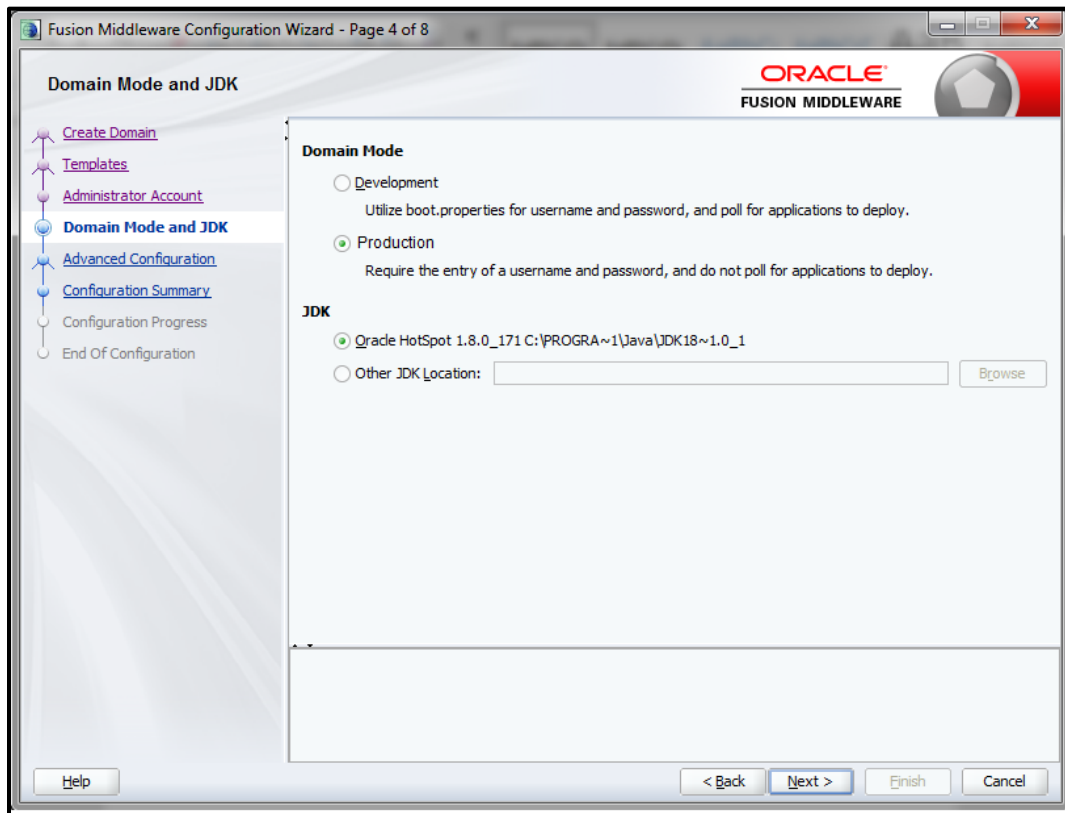 Fusion Middleware Configuration Wizard - Page 4 of 8
Domain Mode and JDK
ORACLE
FUSION MIDDLEWARE
Create Domain
Templates
Administrator Account
Domain Mode and JDK
Advanced Configuration
Configuration Summary
Configuration Progress
End Of Configuration
Domain Mode
Development
Utilize boot.properties for username and password, and poll for applications to deploy.
Production
Require the entry of a username and password, and do not poll for applications to deploy.
JDK
Oracle HotSpot 1.8.0_171 C:\PROGRA~1\Java\JDK18~1.0_1
Other JDK Location:
Browse
Help
< Back
Next >
Finish
Cancel